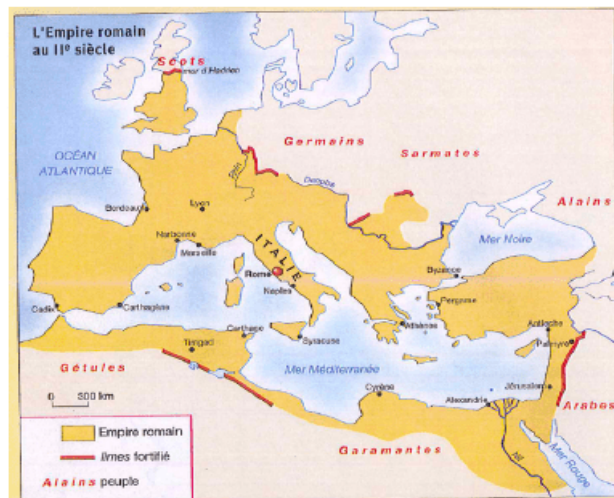 L'Empire romain
au IIᵉ siècle
Scots
mur d'Hadrien
OCÉAN
ATLANTIQUE
Germains
Sarmates
Rhin
Danube
Alains
Bordeaux
Lyon
Narbonne
Marseille
ITALIE
Rome
Naples
Mer Noire
Byzance
Pergame
Athènes
Cadix
Carthagène
Carthage
Timgad
Syracuse
Antioche
Palmyre
Mer Méditerranée
Gétules
Cyrène
Alexandrie
Jérusalem
Arabes
0 300 km
Garamantes
Nil
Mer Rouge
Empire romain
limes fortifié
Alains peuple